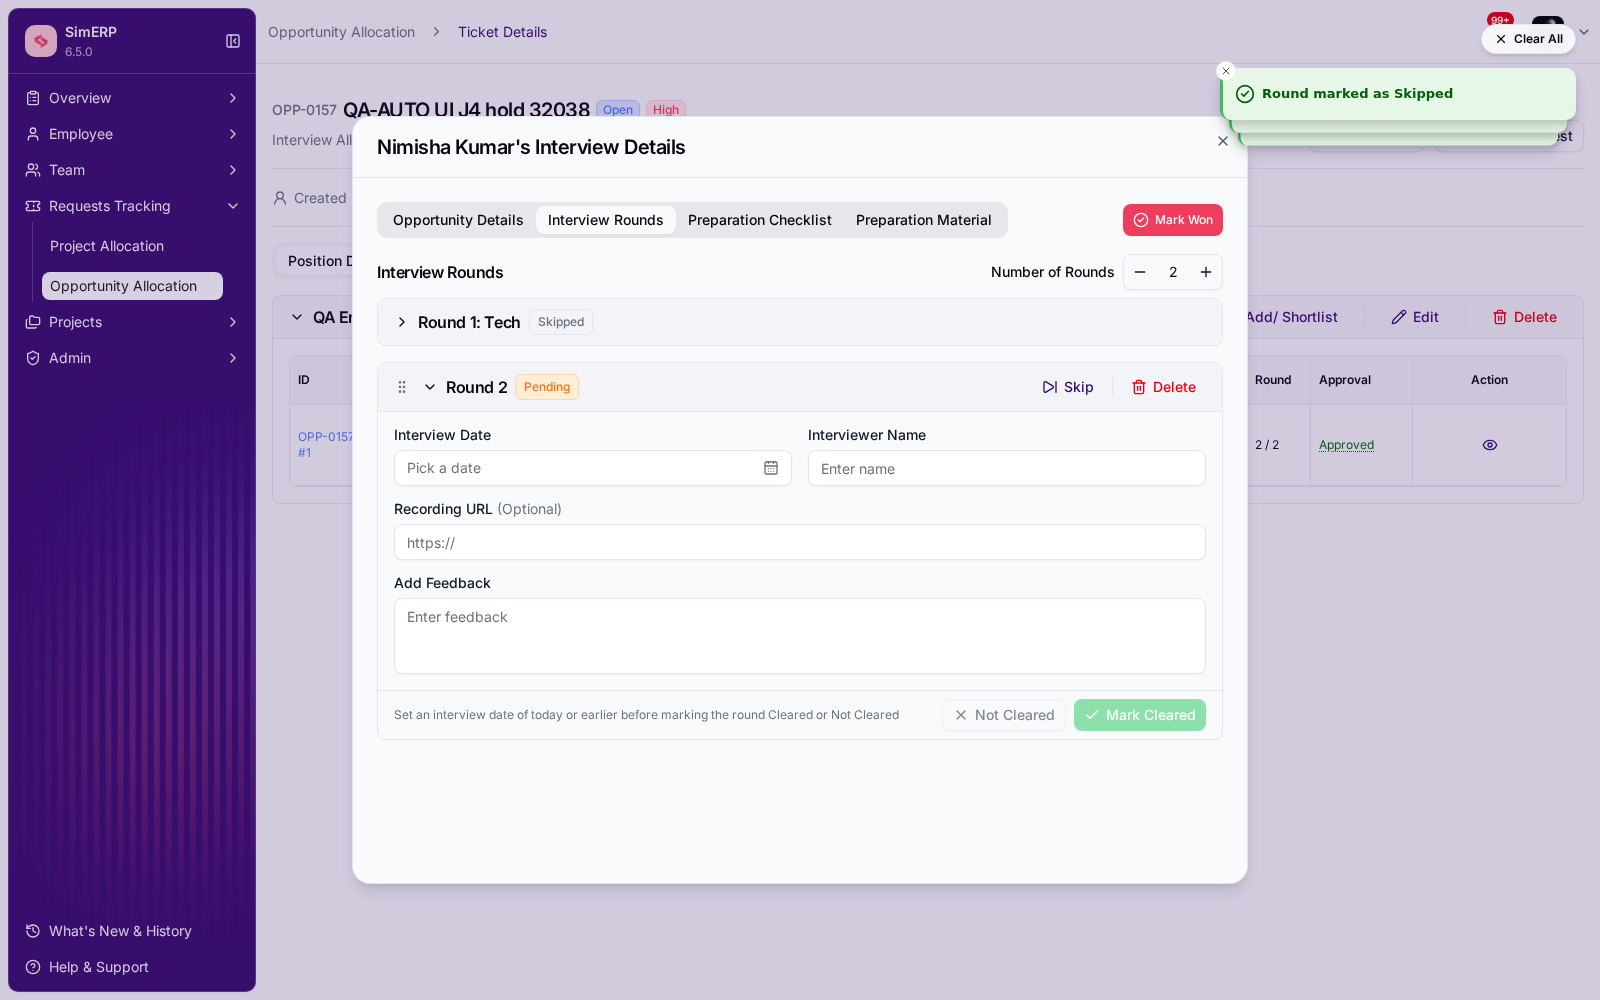 SimERP
6.5.0
Overview
Employee
Team
Requests Tracking
Project Allocation
Opportunity Allocation
Projects
Admin
What's New & History
Help & Support
Opportunity Allocation
Ticket Details
99+
Clear All
Round marked as Skipped
OPP-0157 QA-AUTO UI J4 hold 32038 Open High
Interview All
est
Created
Position D
QA En
Add/ Shortlist
Edit
Delete
ID
Round
Approval
Action
OPP-0157
#1
2 / 2
Approved
Nimisha Kumar's Interview Details
Opportunity Details
Interview Rounds
Preparation Checklist
Preparation Material
Mark Won
Interview Rounds
Number of Rounds
2
Round 1: Tech
Skipped
Round 2
Pending
Skip
Delete
Interview Date
Interviewer Name
Pick a date
Enter name
Recording URL (Optional)
https://
Add Feedback
Enter feedback
Set an interview date of today or earlier before marking the round Cleared or Not Cleared
Not Cleared
Mark Cleared